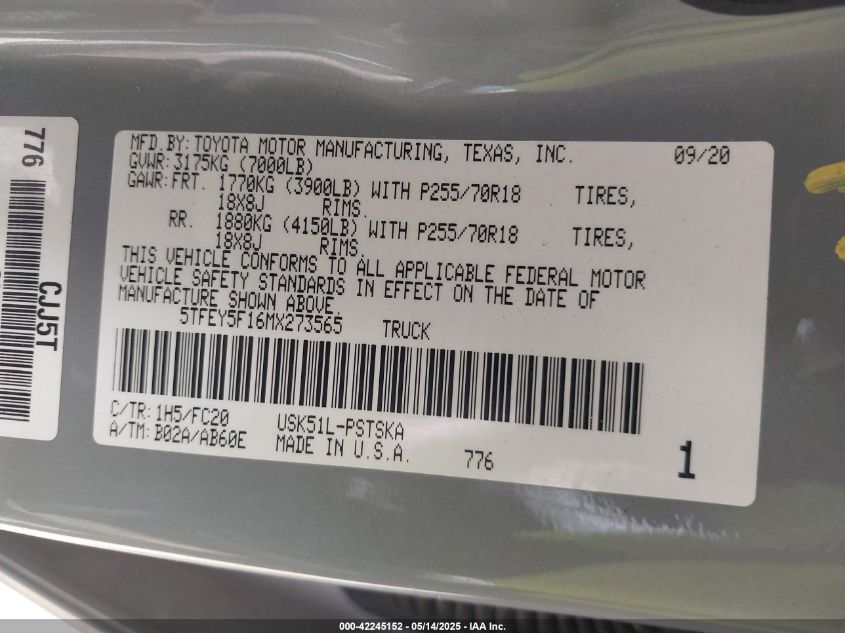 776
CJJ5T
MFD.BY:TOYOTA MOTOR MANUFACTURING, TEXAS, INC. 09/20
GVWR:3175KG (7000LB)
GAWR:FRT. 1770KG (3900LB) WITH P255/70R18 TIRES,
18X8J RIMS.
RR. 1880KG (4150LB) WITH P255/70R18 TIRES,
18X8J RIMS.
THIS VEHICLE CONFORMS TO ALL APPLICABLE FEDERAL MOTOR
VEHICLE SAFETY STANDARDS IN EFFECT ON THE DATE OF
MANUFACTURE SHOWN ABOVE.
5TFEY5F16MX273565 TRUCK
C/TR:1H5/FC20 USK51L-PSTSKA
A/TM:B02A/AB60E MADE IN U.S.A. 776
1
000-42245152 - 05/14/2025 - IAA Inc.